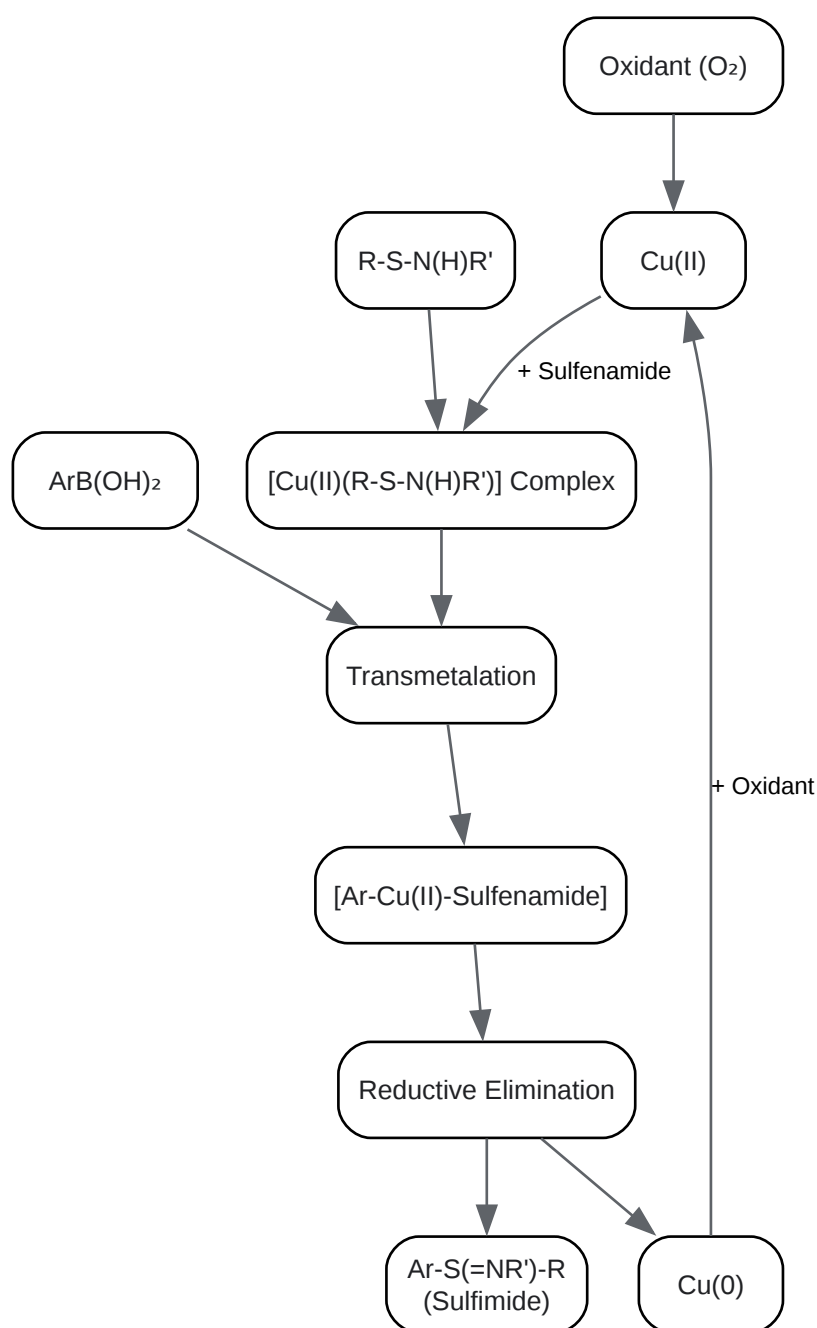 Oxidant (O₂)
R-S-N(H)R'
Cu(II)
+ Sulfenamide
ArB(OH)₂
[Cu(II)(R-S-N(H)R')] Complex
Transmetalation
+ Oxidant
[Ar-Cu(II)-Sulfenamide]
Reductive Elimination
Ar-S(=NR')-R
(Sulfimide)
Cu(0)